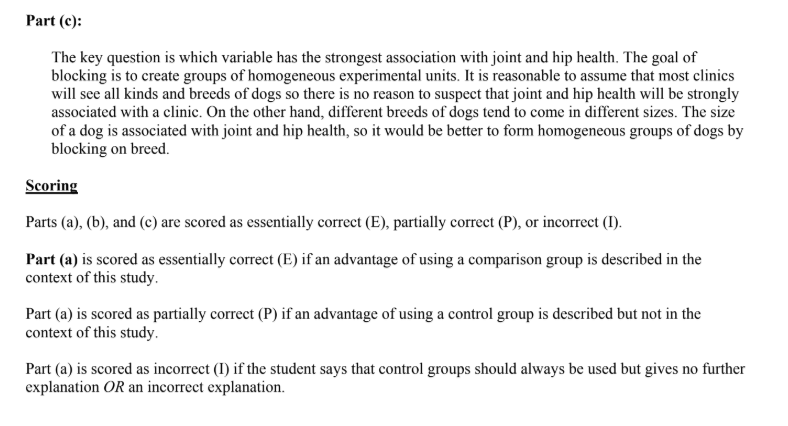 Part (c):
The key question is which variable has the strongest association with joint and hip health. The goal of
blocking is to create groups of homogeneous experimental units. It is reasonable to assume that most clinics
will see all kinds and breeds of dogs so there is no reason to suspect that joint and hip health will be strongly
associated with a clinic. On the other hand, different breeds of dogs tend to come in different sizes. The size
of a dog is associated with joint and hip health, so it would be better to form homogeneous groups of dogs by
blocking on breed.
Scoring
Parts (a), (b), and (c) are scored as essentially correct (E), partially correct (P), or incorrect (I).
Part (a) is scored as essentially correct (E) if an advantage of using a comparison group is described in the
context of this study.
Part (a) is scored as partially correct (P) if an advantage of using a control group is described but not in the
context of this study.
Part (a) is scored as incorrect (I) if the student says that control groups should always be used but gives no further
explanation OR an incorrect explanation.